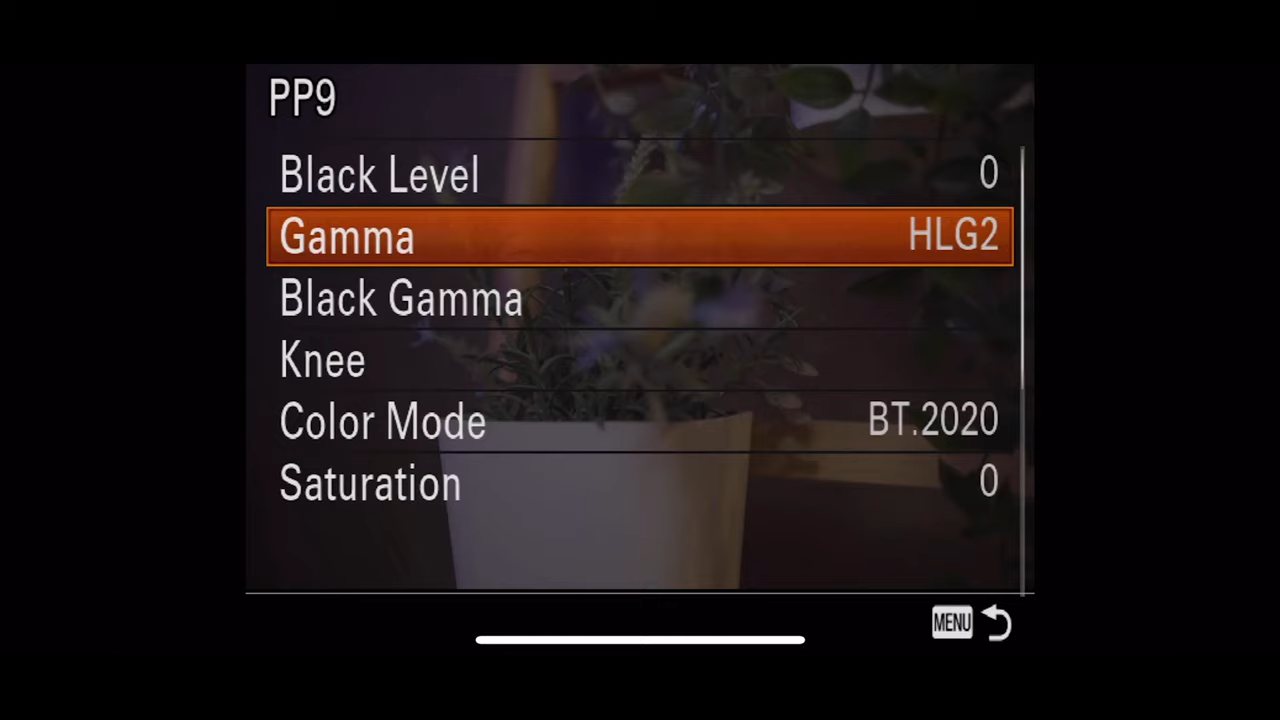 PP9
Black Level 0
Gamma HLG2
Black Gamma
Knee
Color Mode BT.2020
Saturation 0
MENU